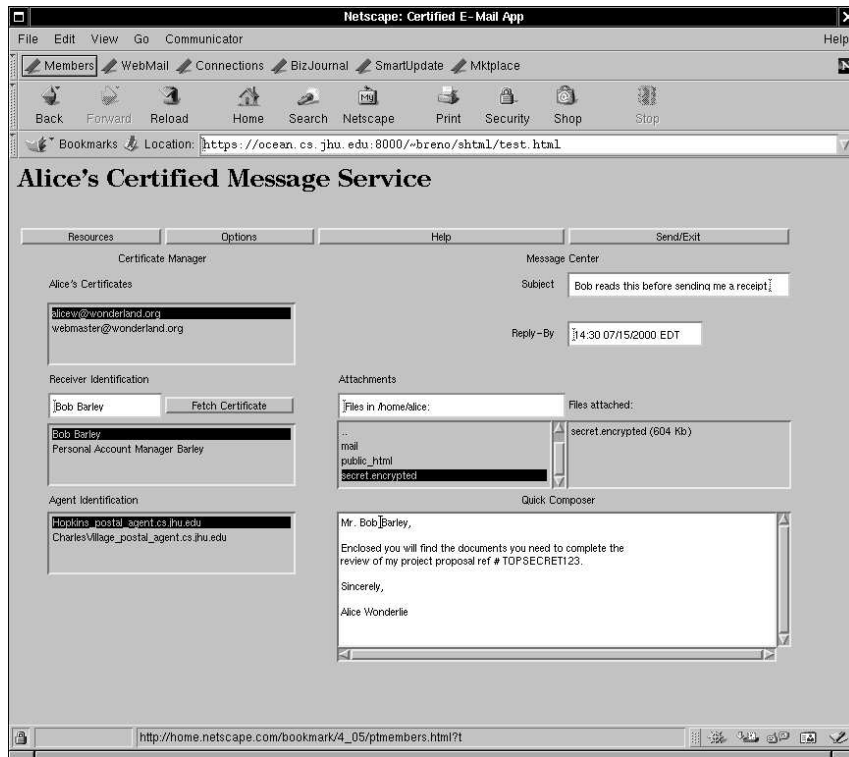 Netscape: Certified E-Mail App
File Edit View Go Communicator Help
Members WebMail Connections BizJournal SmartUpdate Mktplace
N
My
Back Forward Reload Home Search Netscape Print Security Shop Stop
Bookmarks Location: https://ocean.cs.jhu.edu:8000/~breno/shtml/test.html
Alice's Certified Message Service
Resources Options Help Send/Exit
Certificate Manager Message Center
Alice's Certificates
Subject Bob reads this before sending me a receipt
alicew@wonderland.org
webmaster@wonderland.org
Reply-By 14:30 07/15/2000 EDT
Receiver Identification
Bob Barley Fetch Certificate
Bob Barley
Personal Account Manager Barley
Attachments
Files in /home/alice:
Files attached:
..
mail
public_html
secret.encrypted
secret.encrypted (604 Kb)
Agent Identification
Hopkins_postal_agent.cs.jhu.edu
CharlesVillage_postal_agent.cs.jhu.edu
Quick Composer
Mr. Bob Barley,
Enclosed you will find the documents you need to complete the
review of my project proposal ref # TOPSECRET123.
Sincerely,
Alice Wonderlie
http://home.netscape.com/bookmark/4_05/ptmembers.html?t